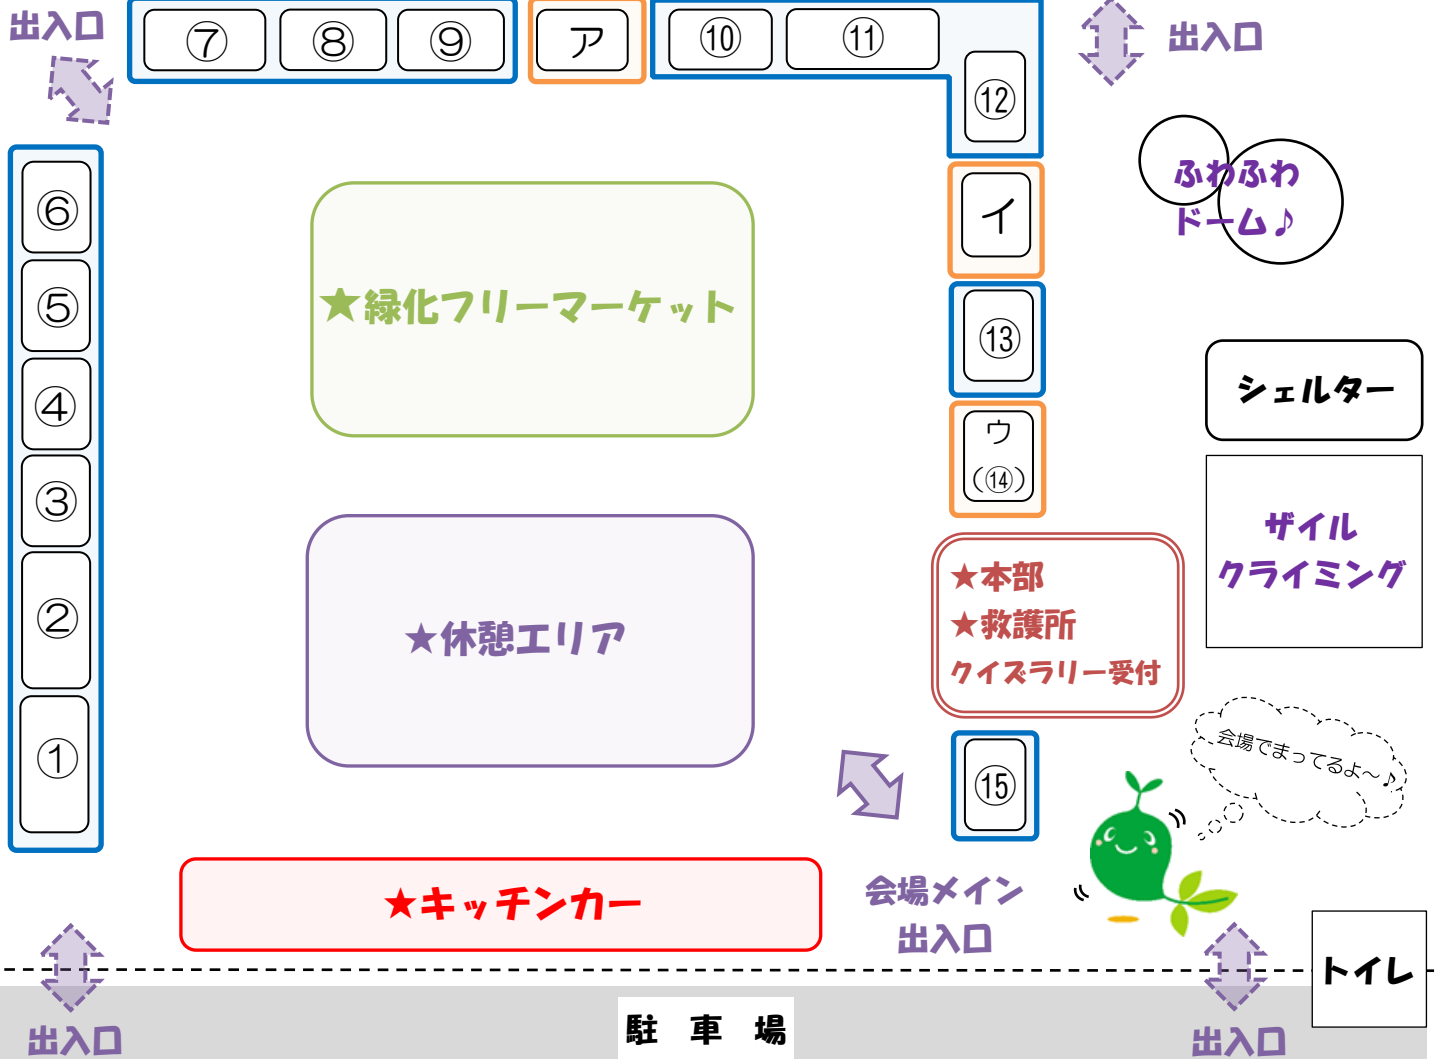 出入口
⑦
⑧
⑨
ア
⑩
⑪
出入口
⑫
ふわふわ
ドーム♪
⑥
イ
⑤
★緑化フリーマーケット
⑬
シェルター
④
ウ
(⑭)
③
ザイル
クライミング
★本部
★救護所
クイズラリー受付
②
★休憩エリア
①
⑮
会場でまってるよ～♪
★キッチンカー
会場メイン
出入口
トイレ
出入口
駐 車 場
出入口